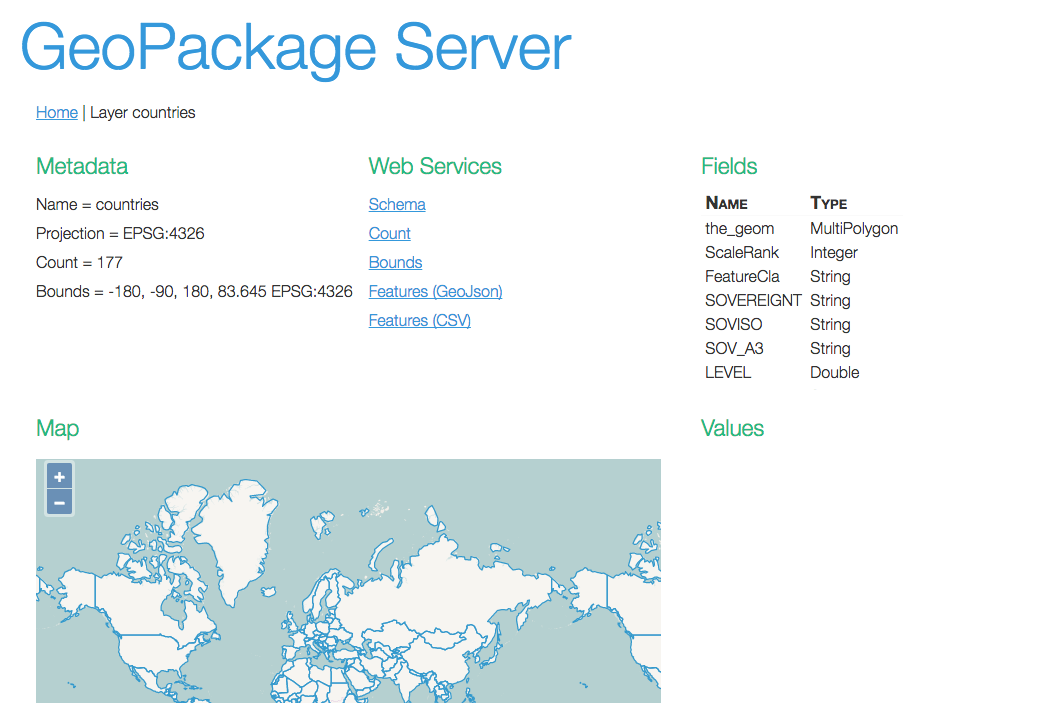 GeoPackage Server
Home | Layer countries
Metadata
Name = countries
Projection = EPSG:4326
Count = 177
Bounds = -180, -90, 180, 83.645 EPSG:4326
Web Services
Schema
Count
Bounds
Features (GeoJson)
Features (CSV)
Fields
Name Type
the_geom MultiPolygon
ScaleRank Integer
FeatureCla String
SOVEREIGNT String
SOVISO String
SOV_A3 String
LEVEL Double
Map
+
−
Values